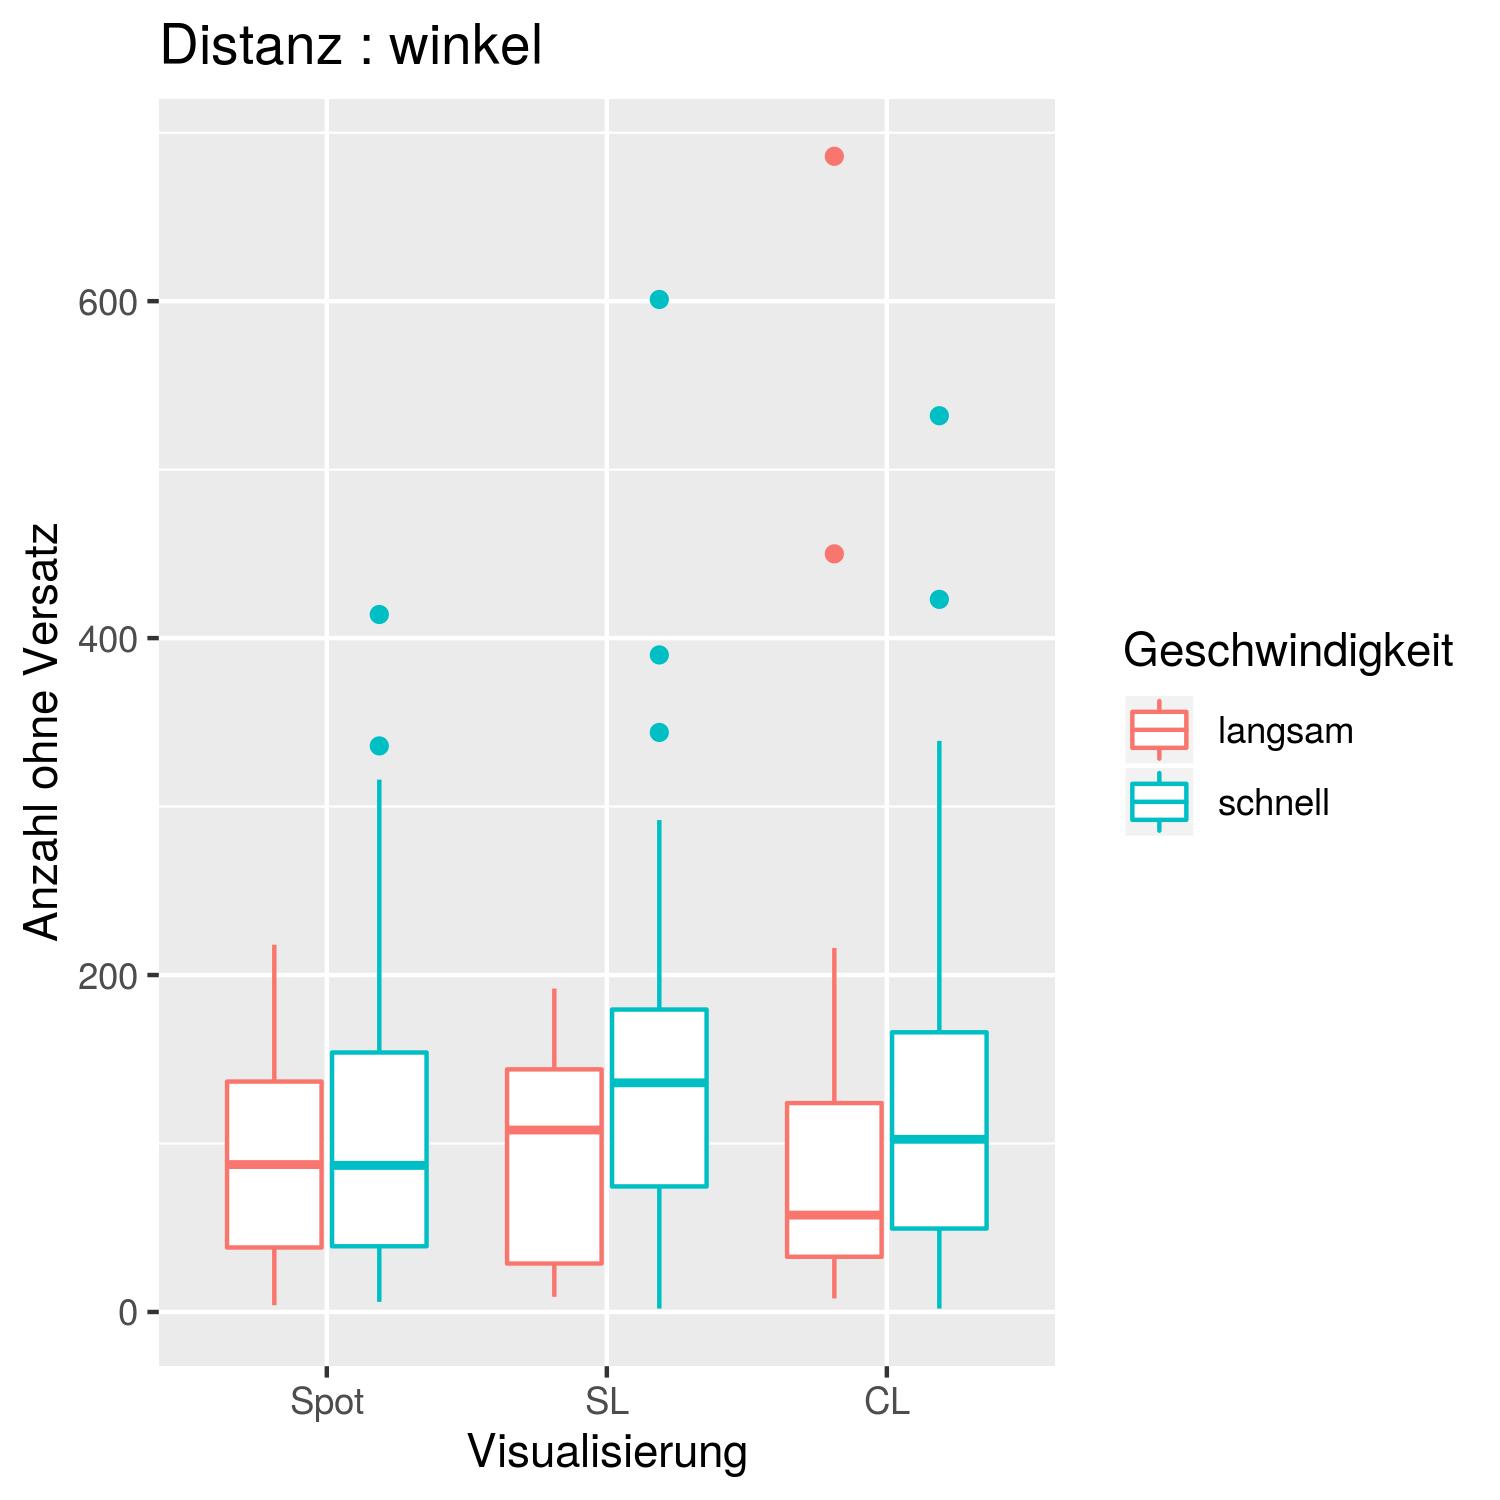 Distanz : winkel
Anzahl ohne Versatz
600
400
200
0
Spot SL CL
Visualisierung
Geschwindigkeit
langsam
schnell